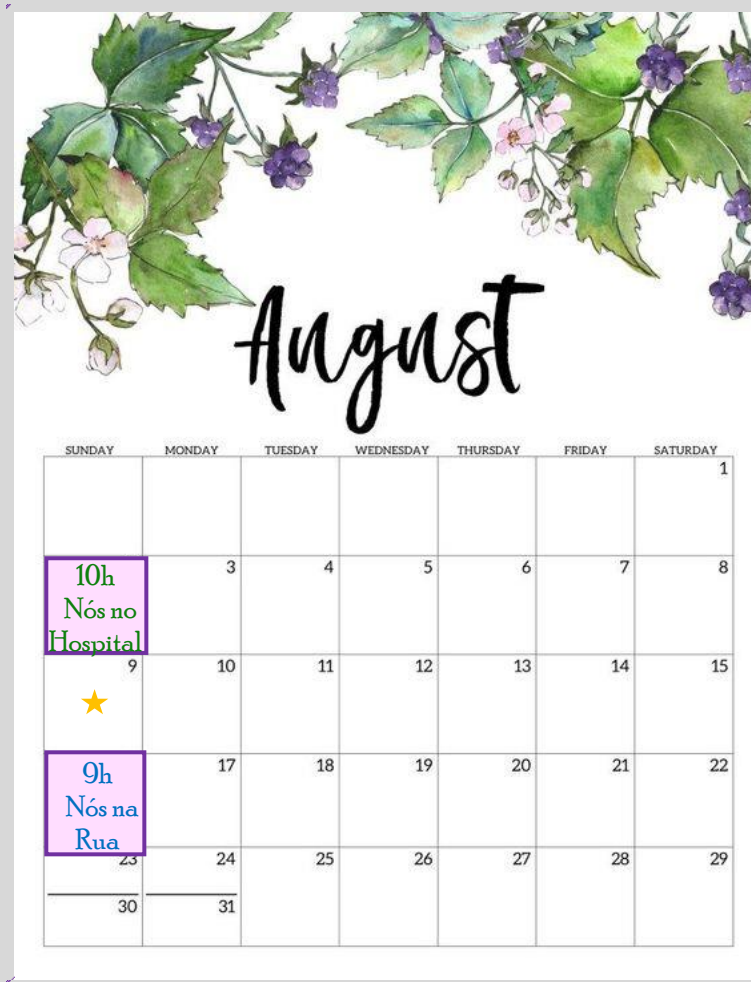 August
SUNDAY MONDAY TUESDAY WEDNESDAY THURSDAY FRIDAY SATURDAY
1
10h
Nós no
Hospital
3 4 5 6 7 8
9 10 11 12 13 14 15
9h
Nós na
Rua
17 18 19 20 21 22
23 24 25 26 27 28 29
30 31